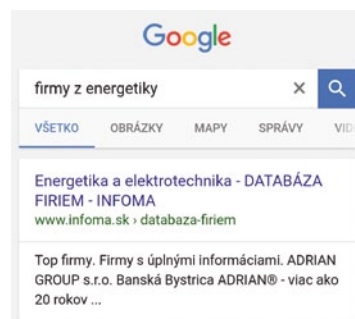 Google
firmy z energetiky ×
VŠETKO OBRÁZKY MAPY SPRÁVY VID
Energetika a elektrotechnika - DATABÁZA
FIRIEM - INFOMA
www.infoma.sk › databaza-firiem
Top firmy. Firmy s úplnými informáciami. ADRIAN
GROUP s.r.o. Banská Bystrica ADRIAN® - viac ako
20 rokov ...